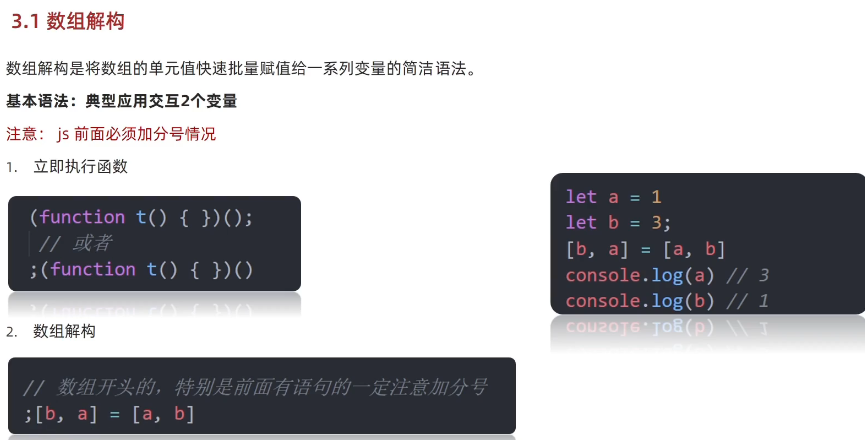 3.1 数组解构
数组解构是将数组的单元值快速批量赋值给一系列变量的简洁语法。
基本语法：典型应用交互2个变量
注意： js 前面必须加分号情况
1. 立即执行函数
(function t() { })();
// 或者
;(function t() { })()
2. 数组解构
// 数组开头的，特别是前面有语句的一定注意加分号
;[b, a] = [a, b]
let a = 1
let b = 3;
[b, a] = [a, b]
console.log(a) // 3
console.log(b) // 1